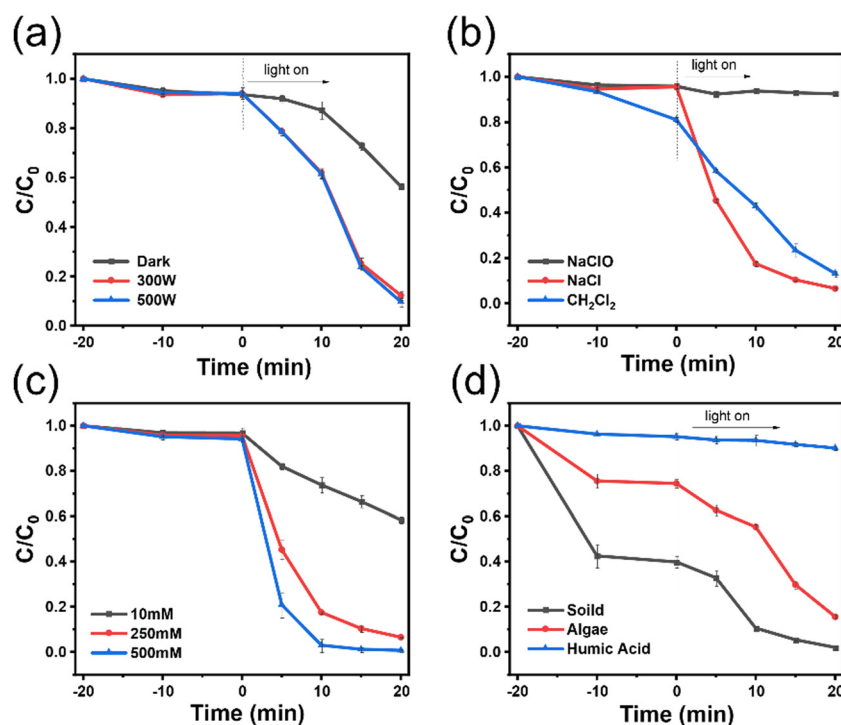 (a)
light on
C/C₀
1.0
0.8
0.6
0.4
0.2
0.0
Dark
300W
500W
-20 -10 0 10 20
Time (min)
(b)
light on
C/C₀
1.0
0.8
0.6
0.4
0.2
0.0
NaClO
NaCl
CH₂Cl₂
-20 -10 0 10 20
Time (min)
(c)
C/C₀
1.0
0.8
0.6
0.4
0.2
0.0
10mM
250mM
500mM
-20 -10 0 10 20
Time (min)
(d)
light on
C/C₀
1.0
0.8
0.6
0.4
0.2
0.0
Soild
Algae
Humic Acid
-20 -10 0 10 20
Time (min)